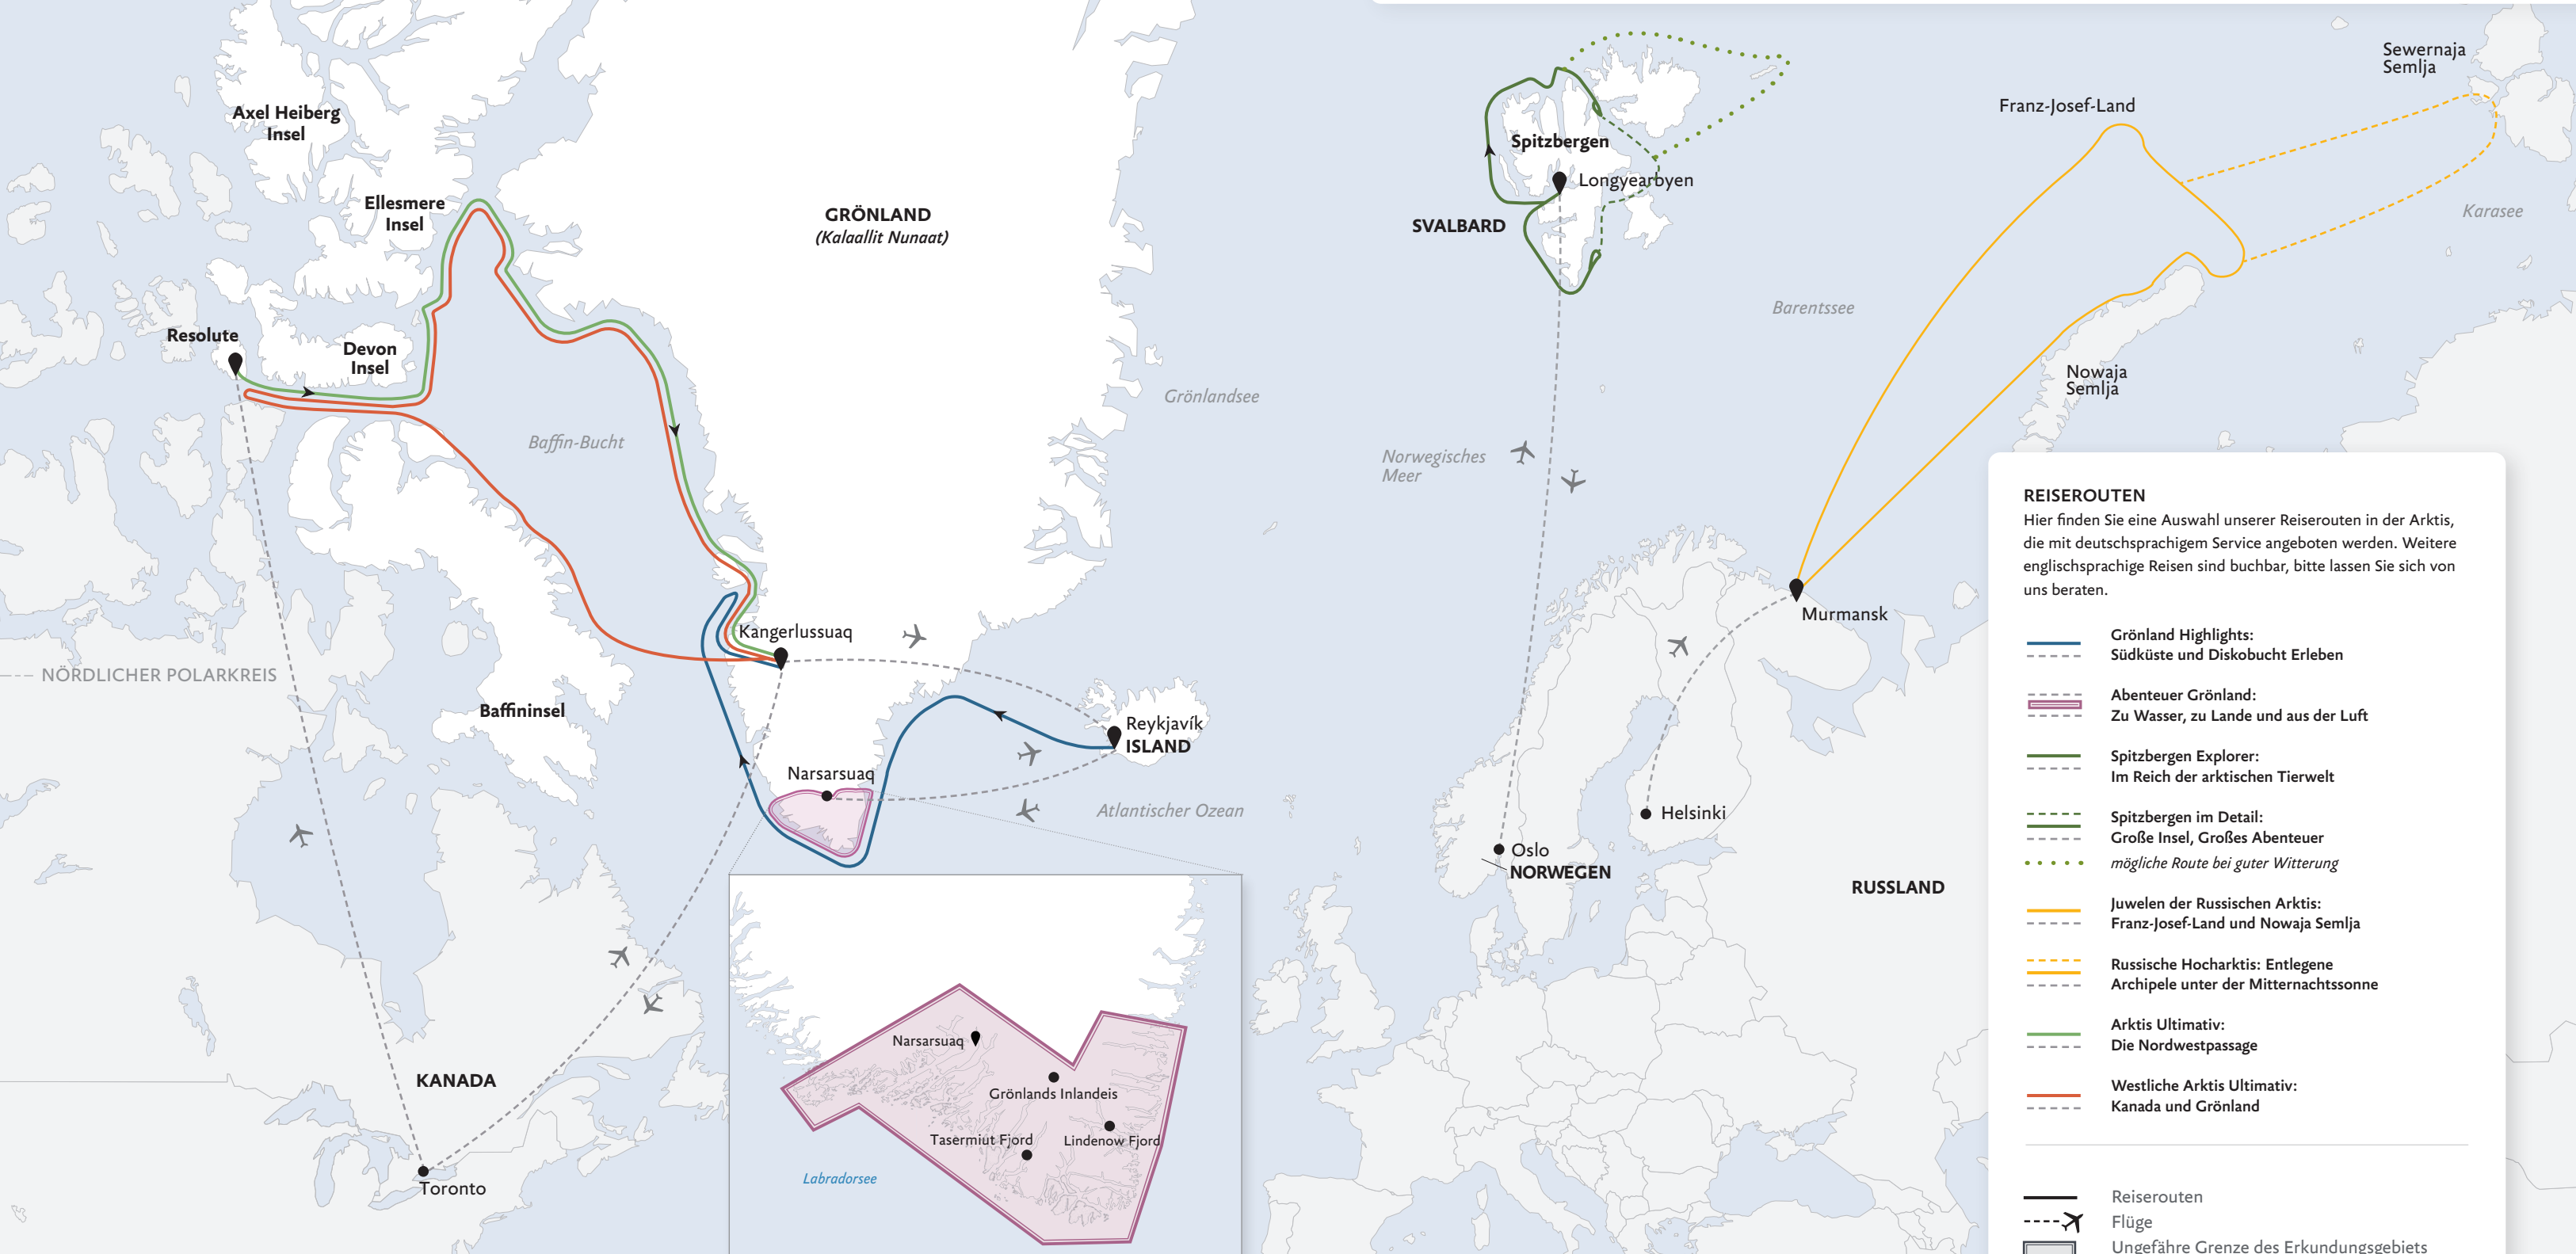 Sewernaja
Semlja
Axel Heiberg
Insel
Franz-Josef-Land
Spitzbergen
Longyearbyen
Ellesmere
Insel
GRÖNLAND
(Kalaallit Nunaat)
SVALBARD
Karasee
Barentssee
Resolute
Devon
Insel
Nowaja
Semlja
Grönlandsee
Baffin-Bucht
Norwegisches
Meer
Murmansk
Kangerlussuaq
NÖRDLICHER POLARKREIS
Baffininsel
Reykjavík
ISLAND
Narsarsuaq
Atlantischer Ozean
Helsinki
Oslo
NORWEGEN
RUSSLAND
KANADA
Toronto
Narsarsuaq
Grönlands Inlandeis
Tasermiut Fjord
Lindenow Fjord
Labradorsee
REISEROUTEN
Hier finden Sie eine Auswahl unserer Reiserouten in der Arktis,
die mit deutschsprachigem Service angeboten werden. Weitere
englischsprachige Reisen sind buchbar, bitte lassen Sie sich von
uns beraten.
Grönland Highlights:
Südküste und Diskobucht Erleben
Abenteuer Grönland:
Zu Wasser, zu Lande und aus der Luft
Spitzbergen Explorer:
Im Reich der arktischen Tierwelt
Spitzbergen im Detail:
Große Insel, Großes Abenteuer
mögliche Route bei guter Witterung
Juwelen der Russischen Arktis:
Franz-Josef-Land und Nowaja Semlja
Russische Hocharktis: Entlegene
Archipele unter der Mitternachtssonne
Arktis Ultimativ:
Die Nordwestpassage
Westliche Arktis Ultimativ:
Kanada und Grönland
Reiserouten
Flüge
Ungefähre Grenze des Erkundungsgebiets